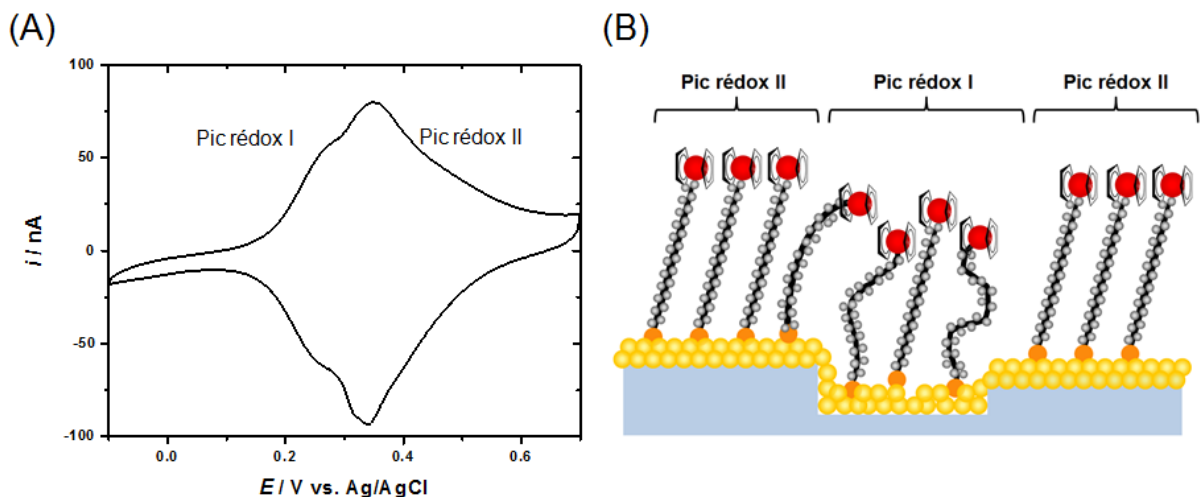 (A)
100
50
0
-50
-100
i / nA
Pic rédox I
Pic rédox II
0.0 0.2 0.4 0.6
E / V vs. Ag/AgCl
(B)
Pic rédox II Pic rédox I Pic rédox II